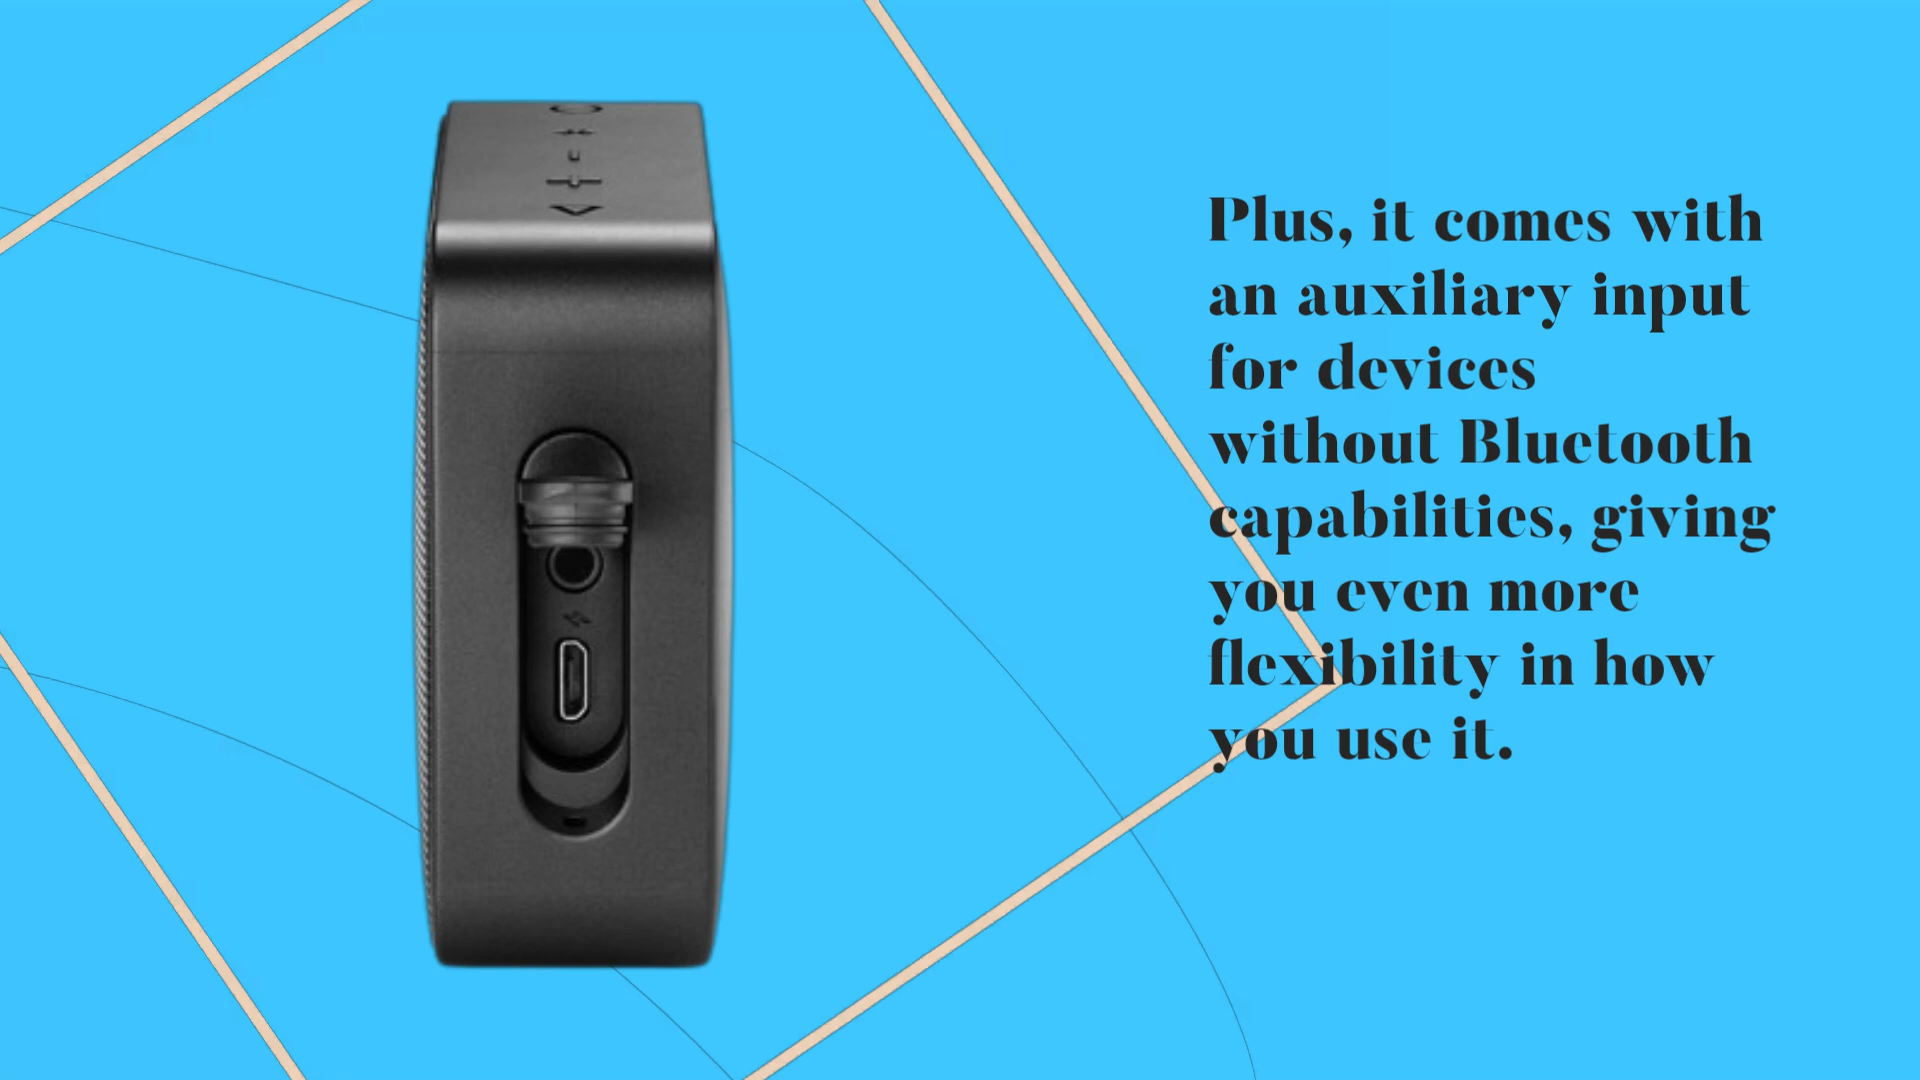 Plus, it comes with
an auxiliary input
for devices
without Bluetooth
capabilities, giving
you even more
flexibility in how
you use it.